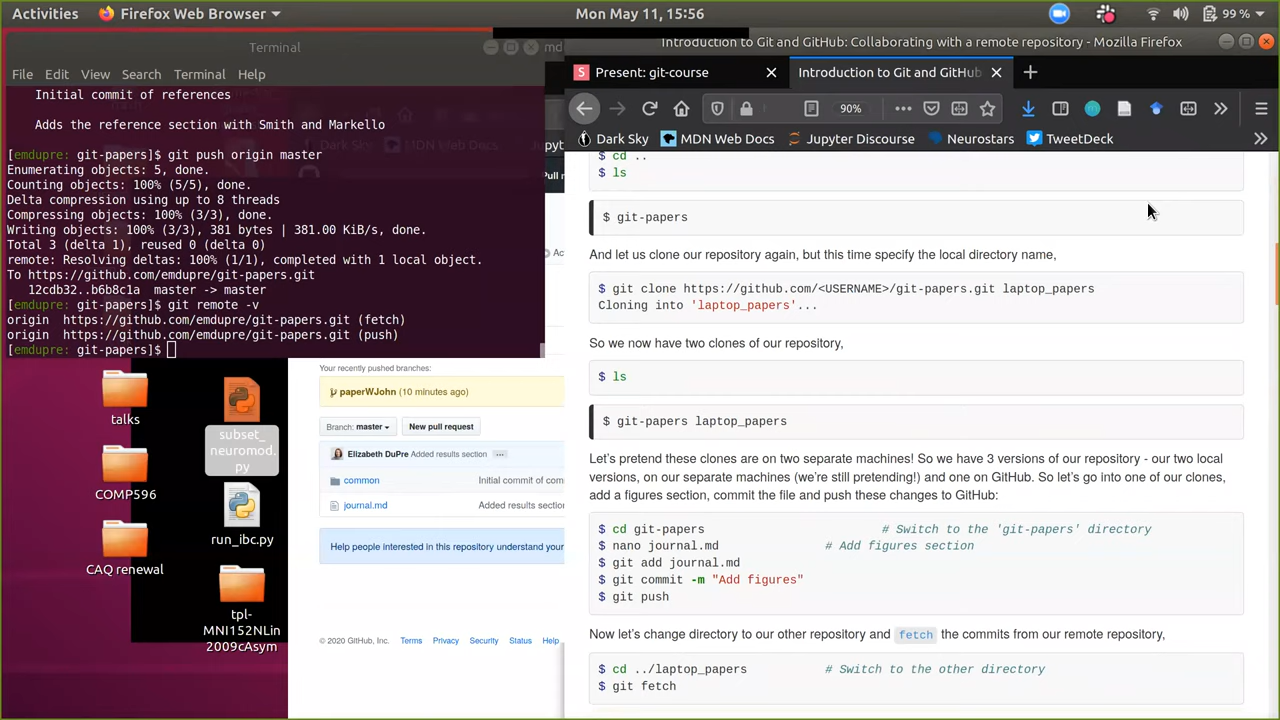 Activities
Firefox Web Browser
Mon May 11, 15:56
99 %
Terminal
md
File Edit View Search Terminal Help
Initial commit of references
Adds the reference section with Smith and Markello
[emdupre: git-papers]$ git push origin master
Enumerating objects: 5, done.
Counting objects: 100% (5/5), done.
Delta compression using up to 8 threads
Compressing objects: 100% (3/3), done.
Writing objects: 100% (3/3), 381 bytes | 381.00 KiB/s, done.
Total 3 (delta 1), reused 0 (delta 0)
remote: Resolving deltas: 100% (1/1), completed with 1 local object.
To https://github.com/emdupre/git-papers.git
12cdb32..b6b8c1a master -> master
[emdupre: git-papers]$ git remote -v
origin https://github.com/emdupre/git-papers.git (fetch)
origin https://github.com/emdupre/git-papers.git (push)
[emdupre: git-papers]$
talks
subset_
neuromod.
py
COMP596
run_ibc.py
CAQ renewal
tpl-
MNI152NLin
2009cAsym
Your recently pushed branches:
paperWJohn (10 minutes ago)
Branch: master
New pull request
Elizabeth DuPre Added results section
common
Initial commit of com
journal.md
Added results section
Help people interested in this repository understand your
© 2020 GitHub, Inc. Terms Privacy Security Status Help
Introduction to Git and GitHub: Collaborating with a remote repository - Mozilla Firefox
Present: git-course
Introduction to Git and GitHub
90%
Dark Sky
MDN Web Docs
Jupyter Discourse
Neurostars
TweetDeck
$ cd ..
$ ls
$ git-papers
And let us clone our repository again, but this time specify the local directory name,
$ git clone https://github.com/<USERNAME>/git-papers.git laptop_papers
Cloning into 'laptop_papers'...
So we now have two clones of our repository,
$ ls
$ git-papers laptop_papers
Let's pretend these clones are on two separate machines! So we have 3 versions of our repository - our two local
versions, on our separate machines (we're still pretending!) and one on GitHub. So let's go into one of our clones,
add a figures section, commit the file and push these changes to GitHub:
$ cd git-papers # Switch to the 'git-papers' directory
$ nano journal.md # Add figures section
$ git add journal.md
$ git commit -m "Add figures"
$ git push
Now let's change directory to our other repository and fetch the commits from our remote repository,
$ cd ../laptop_papers # Switch to the other directory
$ git fetch